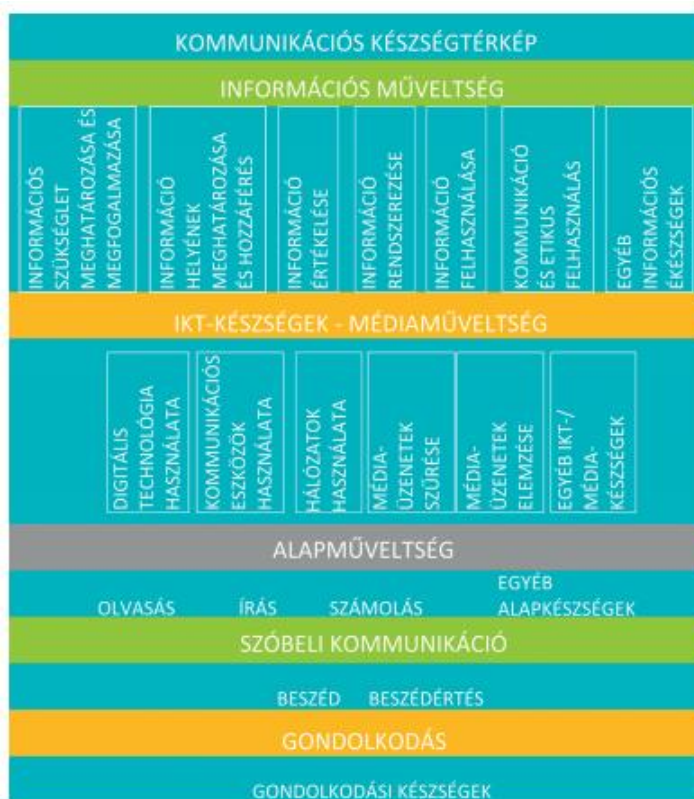 KOMMUNIKÁCIÓS KÉSZSÉGTÉRKÉP
INFORMÁCIÓS MŰVELTSÉG
INFORMÁCIÓS
SZÜKSÉGLET
MEGHATÁROZÁSA ÉS
MEGFOGALMAZÁSA
INFORMÁCIÓ
HELYÉNEK
MEGHATÁROZÁSA
ÉS HOZZÁFÉRÉS
INFORMÁCIÓ
ÉRTÉKELÉSE
INFORMÁCIÓ
RENDSZEREZÉSE
INFORMÁCIÓ
FELHASZNÁLÁSA
KOMMUNIKÁCIÓ
ÉS ETIKUS
FELHASZNÁLÁS
EGYÉB
INFORMÁCIÓS
ÉKÉSZSÉGEK
IKT-KÉSZSÉGEK - MÉDIAMŰVELTSÉG
DIGITÁLIS
TECHNOLÓGIA
HASZNÁLATA
KOMMUNIKÁCIÓS
ESZKÖZÖK
HASZNÁLATA
HÁLÓZATOK
HASZNÁLATA
MÉDIA-
ÜZENETEK
SZŰRÉSE
MÉDIA-
ÜZENETEK
ELEMZÉSE
EGYÉB IKT-/
MÉDIA-
KÉSZSÉGEK
ALAPMŰVELTSÉG
OLVASÁS
ÍRÁS
SZÁMOLÁS
EGYÉB
ALAPKÉSZSÉGEK
SZÓBELI KOMMUNIKÁCIÓ
BESZÉD
BESZÉDÉRTÉS
GONDOLKODÁS
GONDOLKODÁSI KÉSZSÉGEK